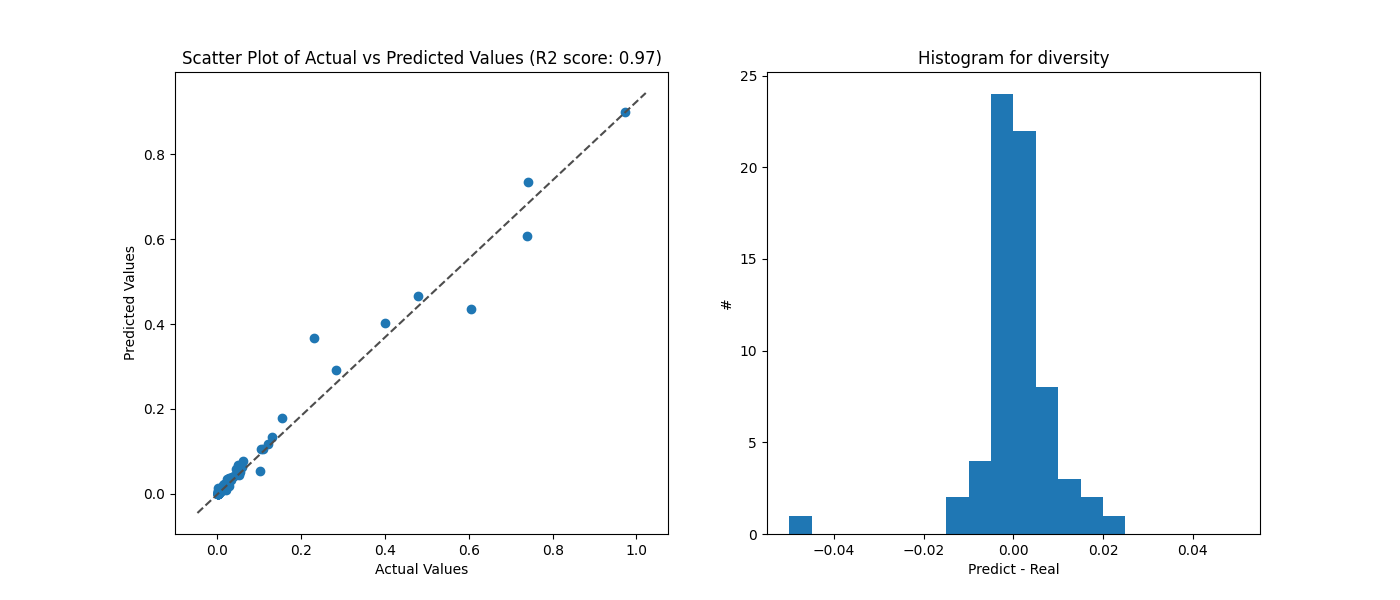 Scatter Plot of Actual vs Predicted Values (R2 score: 0.97)
Predicted Values
0.8
0.6
0.4
0.2
0.0
0.0 0.2 0.4 0.6 0.8 1.0
Actual Values
Histogram for diversity
#
25
20
15
10
5
0
−0.04 −0.02 0.00 0.02 0.04
Predict - Real